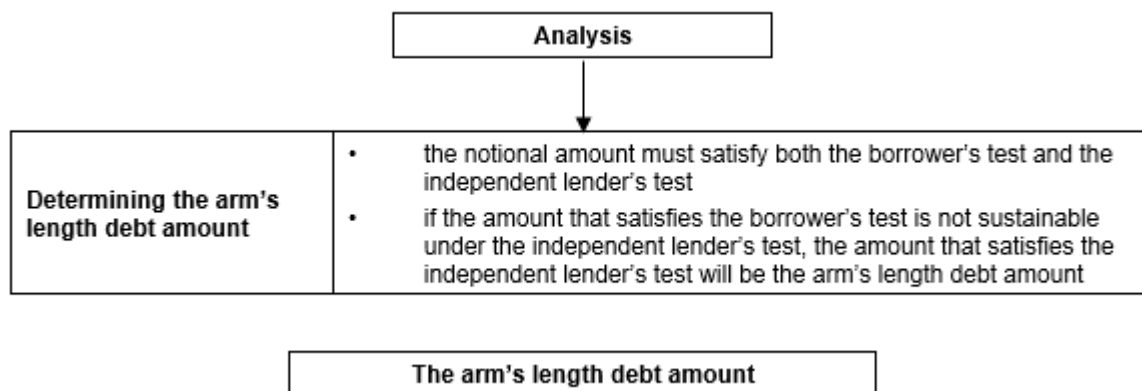 Analysis
Determining the arm's
length debt amount
• the notional amount must satisfy both the borrower's test and the
independent lender's test
• if the amount that satisfies the borrower's test is not sustainable
under the independent lender's test, the amount that satisfies the
independent lender's test will be the arm's length debt amount
The arm's length debt amount